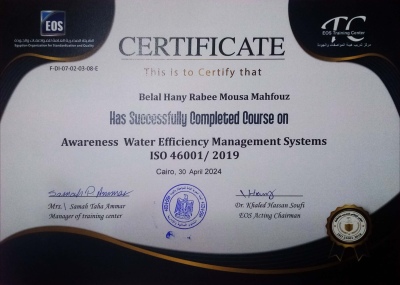 EOS
Egyptian Organization for Standardization and Quality
EOS Training Center
F-DI-07-02-03-08-E
CERTIFICATE
This is to Certify that
Belal Hany Rabee Mousa Mahfouz
Has Successfully Completed Course on
Awareness Water Efficiency Management Systems
ISO 46001/ 2019
Cairo, 30 April 2024
Mrs.\ Samah Taha Ammar
Manager of training center
Dr. Khaled Hassan Soufi
EOS Acting Chairman